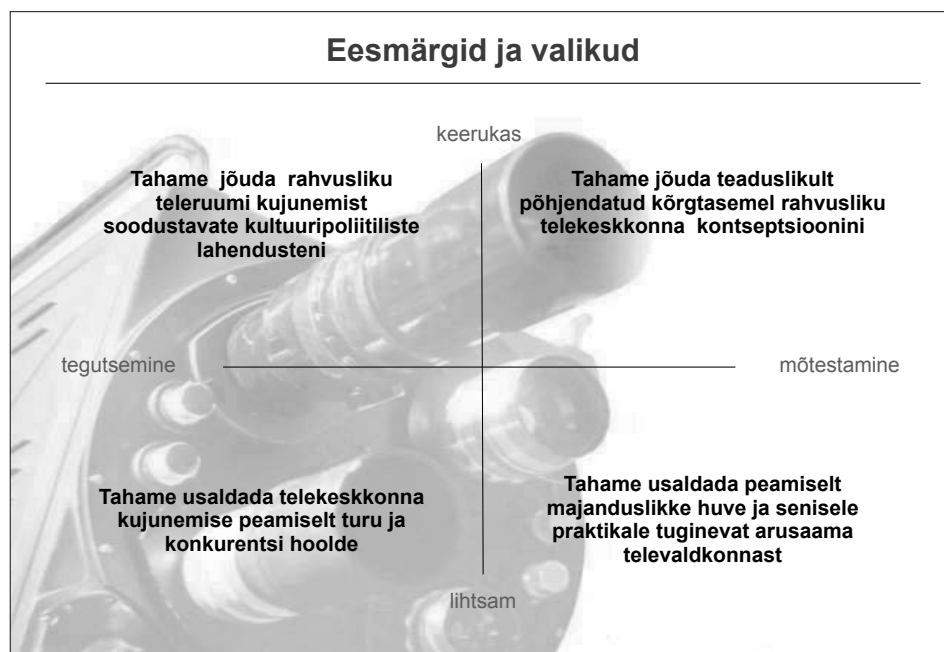 Eesmärgid ja valikud
keerukas
Tahame jõuda rahvusliku
teleruumi kujunemist
soodustavate kultuuripoliitiliste
lahendusteni
Tahame jõuda teaduslikult
põhjendatud kõrgtasemel rahvusliku
telekeskkonna kontseptsioonini
tegutsemine
mõtestamine
Tahame usaldada telekeskkonna
kujunemise peamiselt turu ja
konkurentsi hoolde
Tahame usaldada peamiselt
majanduslikke huve ja senisele
praktikale tuginevat arusaama
televaldkonnast
lihtsam